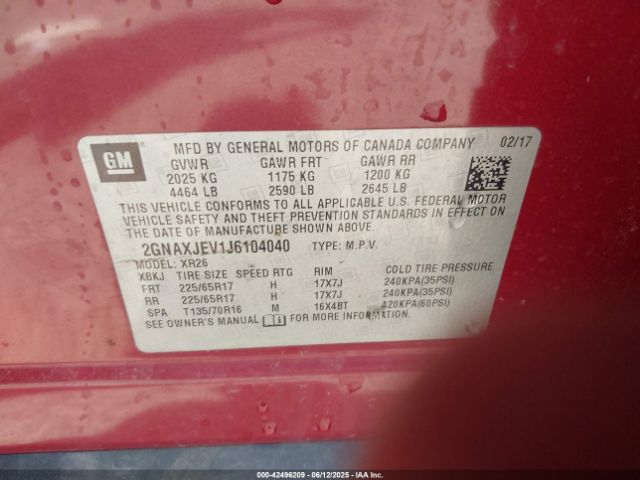 GM
MFD BY GENERAL MOTORS OF CANADA COMPANY 02/17
GVWR GAWR FRT GAWR RR
2025 KG 1175 KG 1200 KG
4464 LB 2590 LB 2645 LB
THIS VEHICLE CONFORMS TO ALL APPLICABLE U.S. FEDERAL MOTOR
VEHICLE SAFETY AND THEFT PREVENTION STANDARDS IN EFFECT ON
THE DATE OF MANUFACTURE SHOWN ABOVE.
2GNAXJEV1J6104040 TYPE: M.P.V.
MODEL: XR26
XBKJ TIRE SIZE SPEED RTG RIM COLD TIRE PRESSURE
FRT 225/65R17 H 17X7J 240KPA(35PSI)
RR 225/65R17 H 17X7J 240KPA(35PSI)
SPA T135/70R16 M 16X4BT 420KPA(60PSI)
SEE OWNER'S MANUAL FOR MORE INFORMATION.
000-42496209 - 06/12/2025 - COPYRIGHT IAA, LLC.